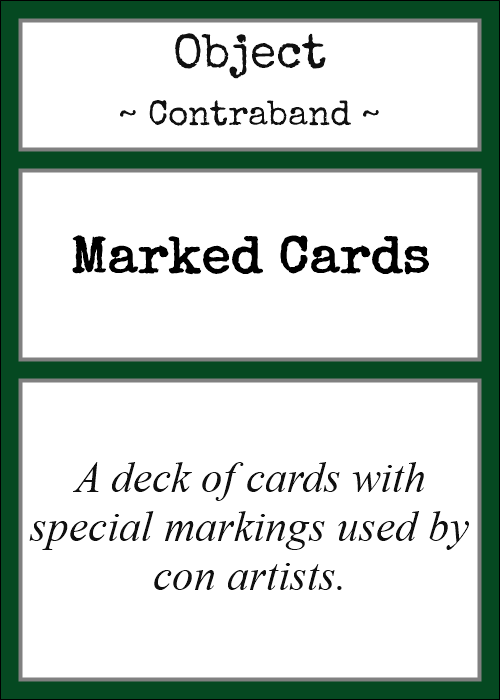 Object
~ Contraband ~
Marked Cards
A deck of cards with
special markings used by
con artists.